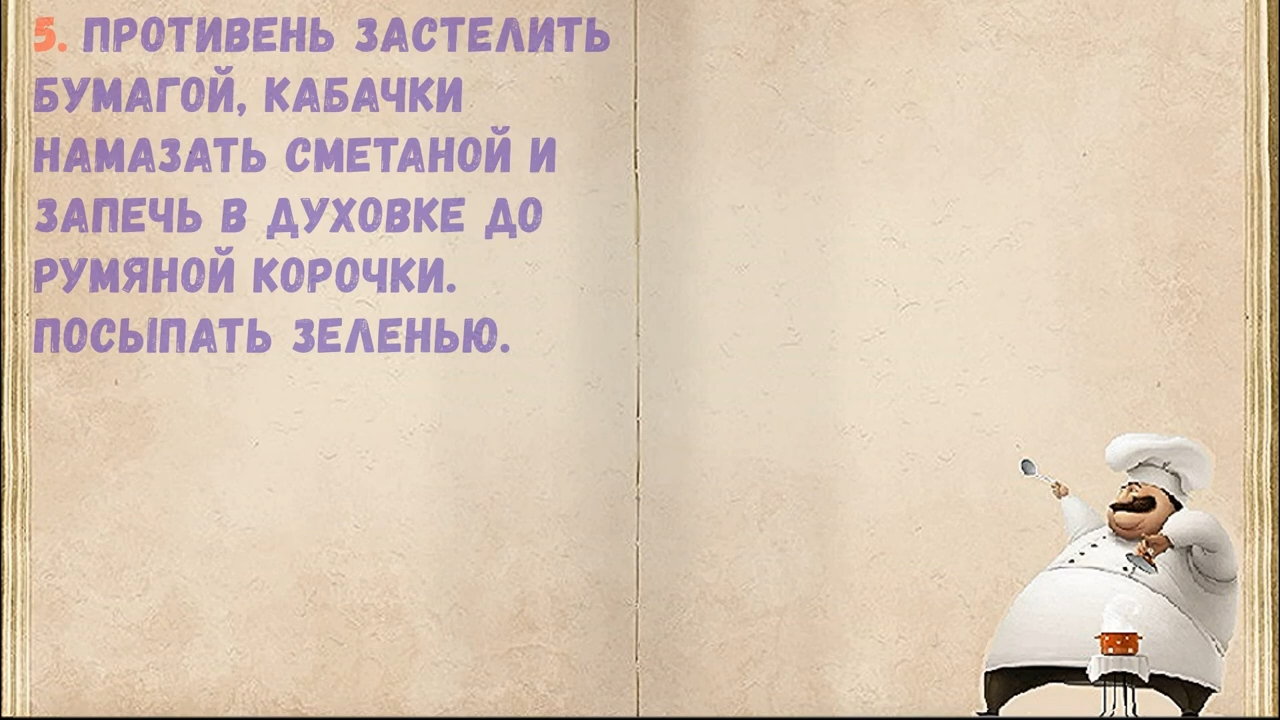 5. ПРОТИВЕНЬ ЗАСТЕЛИТЬ
БУМАГОЙ, КАБАЧКИ
НАМАЗАТЬ СМЕТАНОЙ И
ЗАПЕЧЬ В ДУХОВКЕ ДО
РУМЯНОЙ КОРОЧКИ.
ПОСЫПАТЬ ЗЕЛЕНЬЮ.